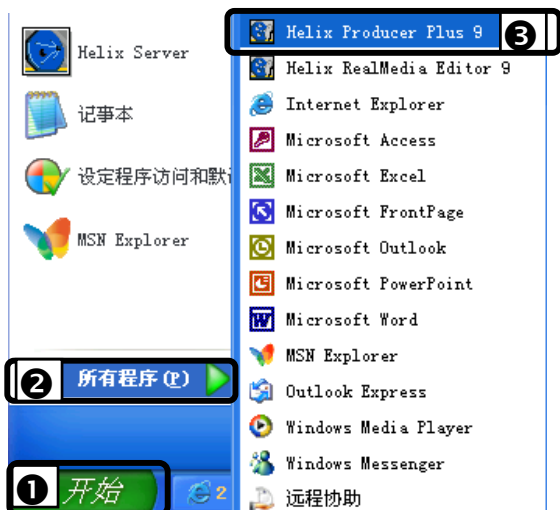 Helix Server
记事本
设定程序访问和默认
MSN Explorer
❷ 所有程序(P)
❶ 开始
2
Helix Producer Plus 9 ❸
Helix RealMedia Editor 9
Internet Explorer
Microsoft Access
Microsoft Excel
Microsoft FrontPage
Microsoft Outlook
Microsoft PowerPoint
Microsoft Word
MSN Explorer
Outlook Express
Windows Media Player
Windows Messenger
远程协助